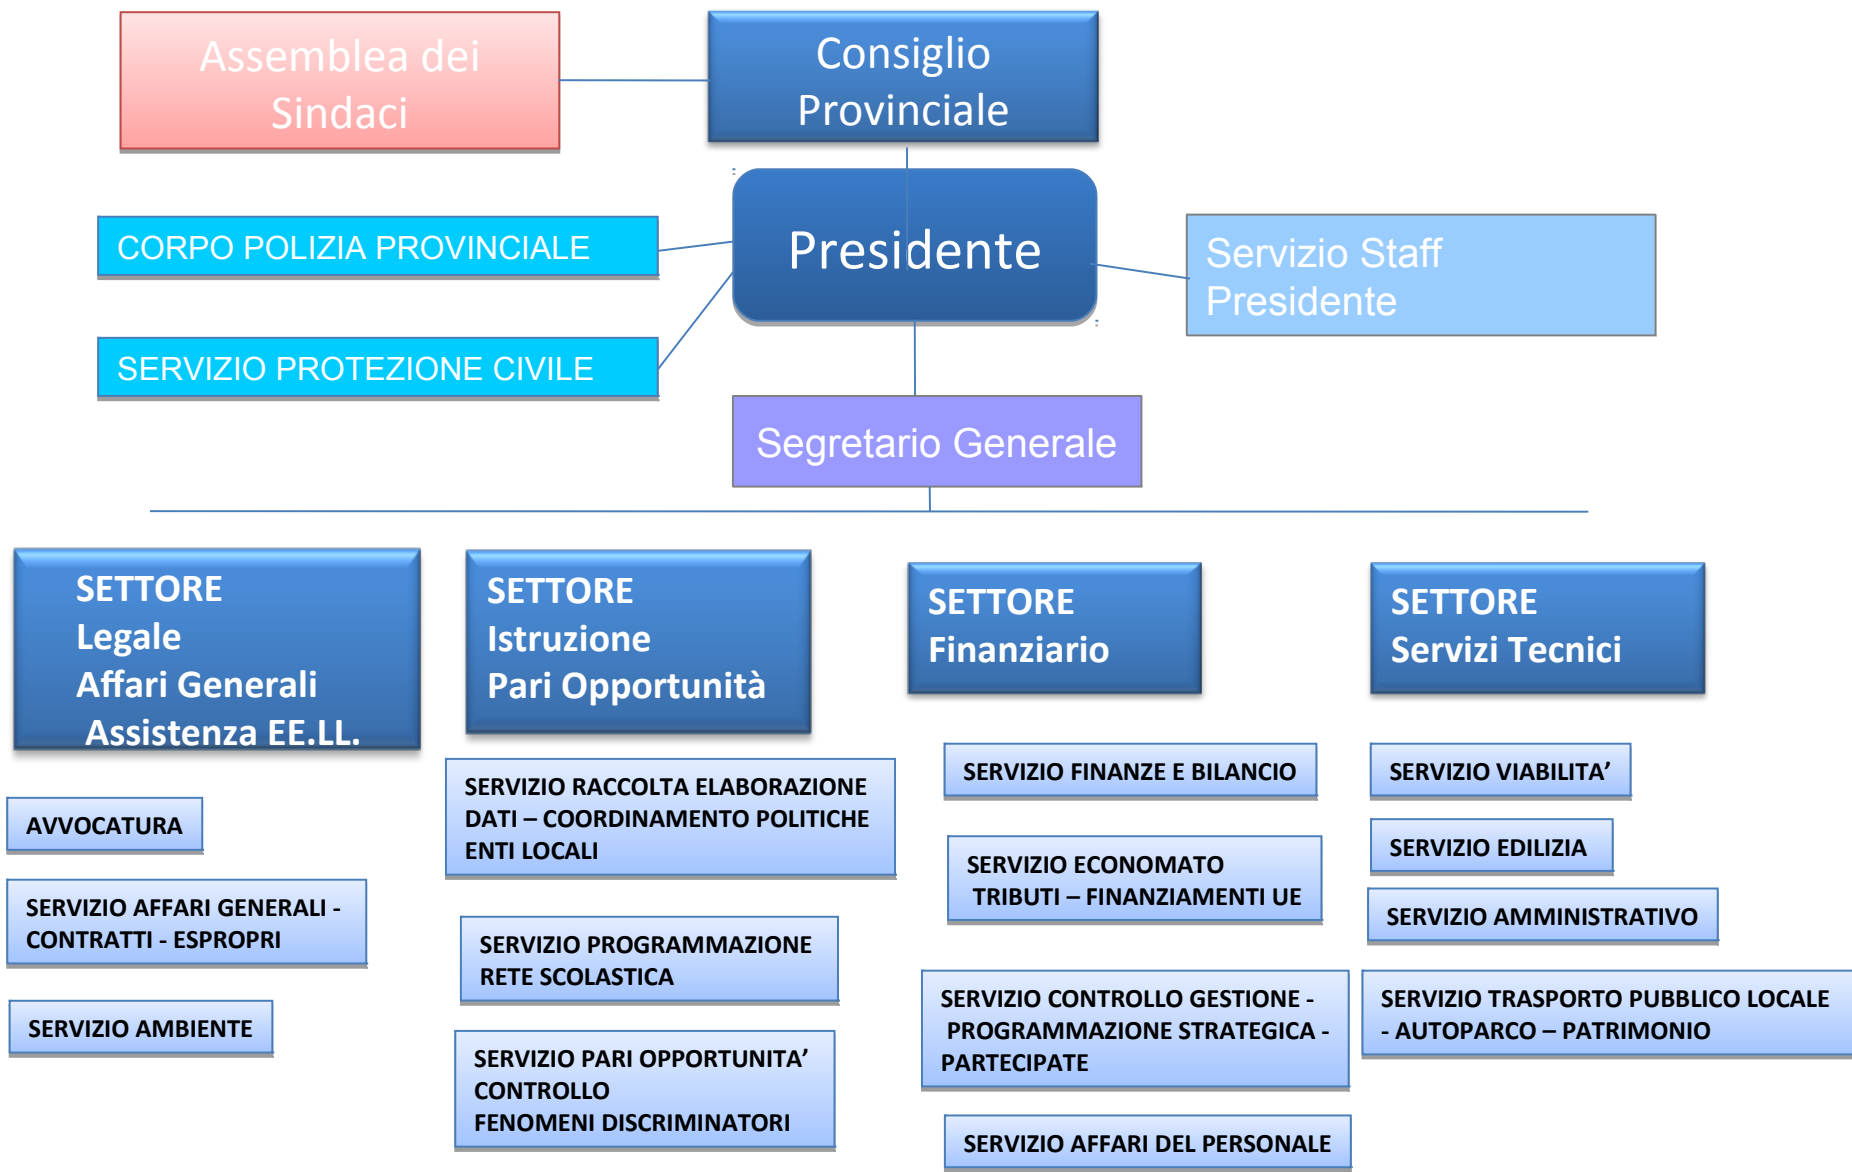 Assemblea dei
Sindaci
Consiglio
Provinciale
CORPO POLIZIA PROVINCIALE
Presidente
Servizio Staff
Presidente
SERVIZIO PROTEZIONE CIVILE
Segretario Generale
SETTORE
Legale
Affari Generali
Assistenza EE.LL.
AVVOCATURA
SERVIZIO AFFARI GENERALI -
CONTRATTI - ESPROPRI
SERVIZIO AMBIENTE
SETTORE
Istruzione
Pari Opportunità
SERVIZIO RACCOLTA ELABORAZIONE
DATI – COORDINAMENTO POLITICHE
ENTI LOCALI
SERVIZIO PROGRAMMAZIONE
RETE SCOLASTICA
SERVIZIO PARI OPPORTUNITA’
CONTROLLO
FENOMENI DISCRIMINATORI
SETTORE
Finanziario
SERVIZIO FINANZE E BILANCIO
SERVIZIO ECONOMATO
TRIBUTI – FINANZIAMENTI UE
SERVIZIO CONTROLLO GESTIONE -
PROGRAMMAZIONE STRATEGICA -
PARTECIPATE
SERVIZIO AFFARI DEL PERSONALE
SETTORE
Servizi Tecnici
SERVIZIO VIABILITA’
SERVIZIO EDILIZIA
SERVIZIO AMMINISTRATIVO
SERVIZIO TRASPORTO PUBBLICO LOCALE
- AUTOPARCO – PATRIMONIO